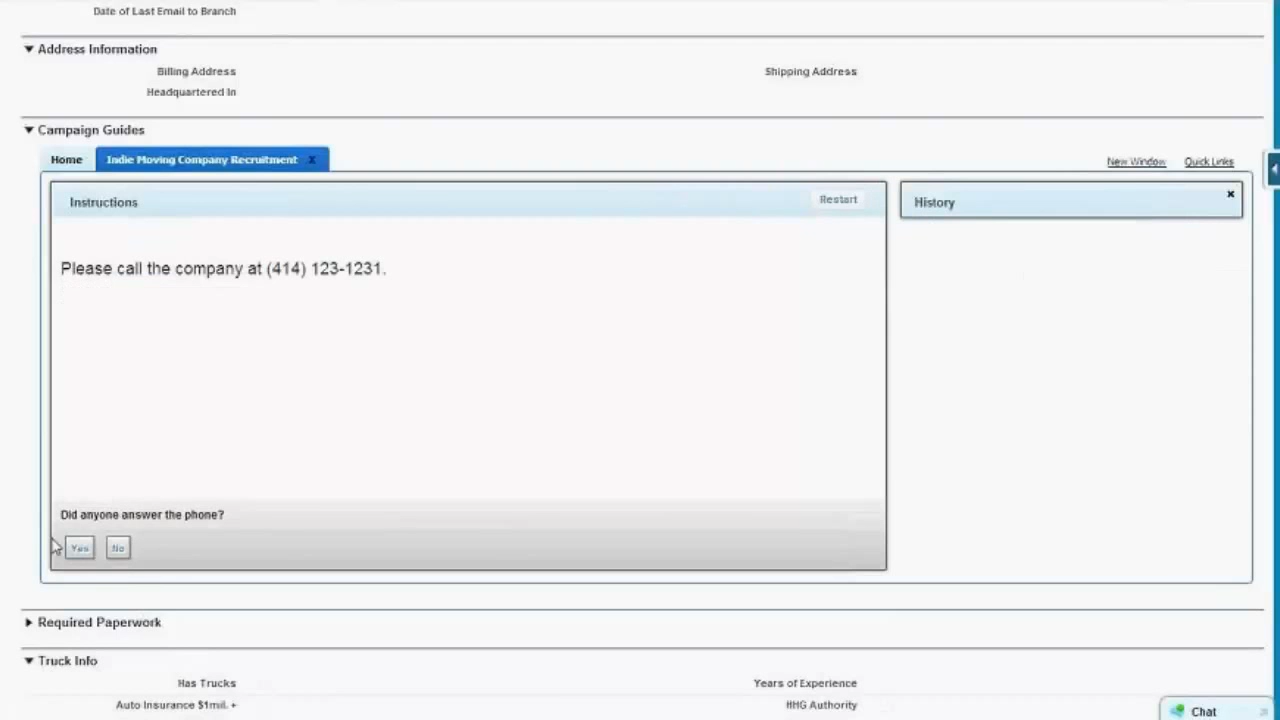 Date of Last Email to Branch
Address Information
Billing Address Shipping Address
Headquartered In
Campaign Guides
Home Indie Moving Company Recruitment x New Window Quick Links
Instructions Restart History x
Please call the company at (414) 123-1231.
Did anyone answer the phone?
Yes No
Required Paperwork
Truck Info
Has Trucks Years of Experience
Auto Insurance $1mil. + HHG Authority
Chat